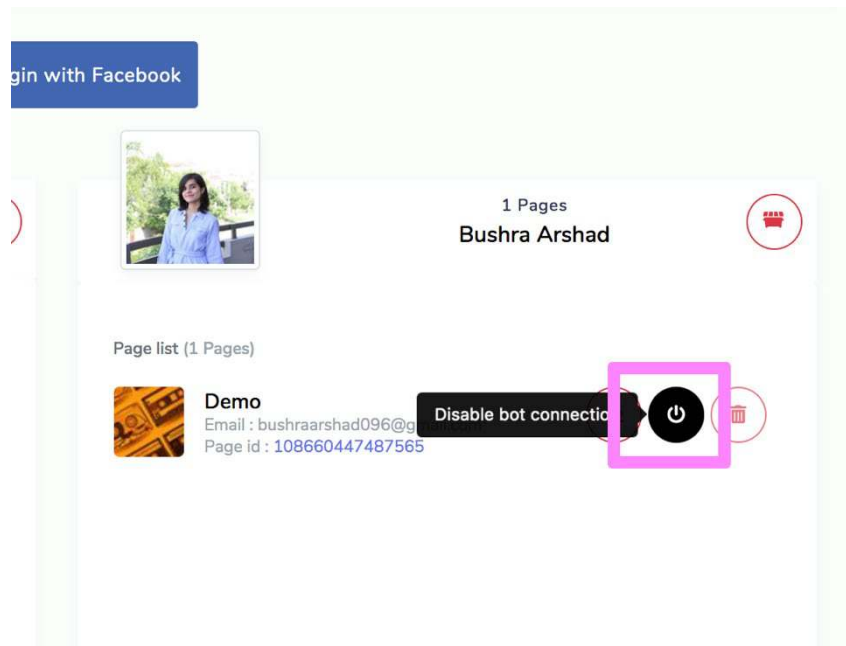 gin with Facebook
1 Pages
Bushra Arshad
Page list (1 Pages)
Demo
Email : bushraarshad096@g
Disable bot connectio
Page id : 108660447487565